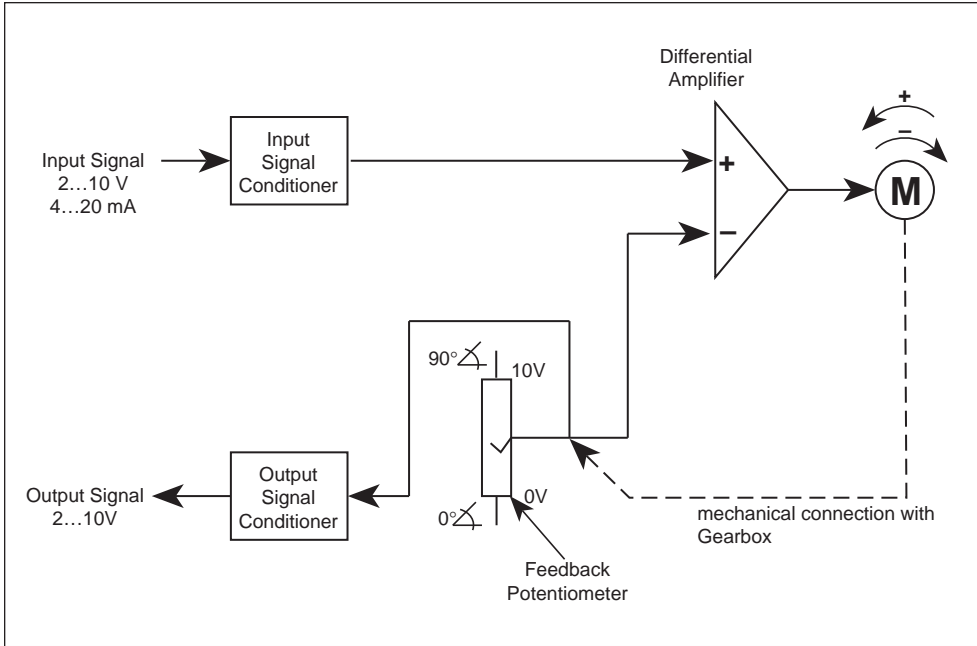 Differential
Amplifier
Input Signal
2...10 V
4...20 mA
Input
Signal
Conditioner
+
−
+
−
M
90°
10V
Output Signal
2...10V
Output
Signal
Conditioner
0°
0V
mechanical connection with
Gearbox
Feedback
Potentiometer